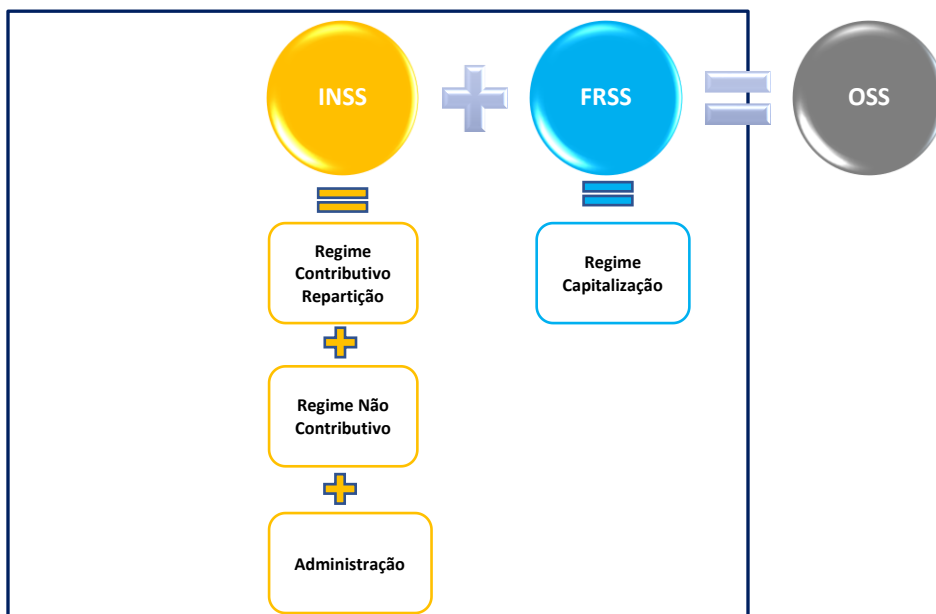 INSS
FRSS
OSS
Regime
Contributivo
Repartição
Regime
Capitalização
Regime Não
Contributivo
Administração